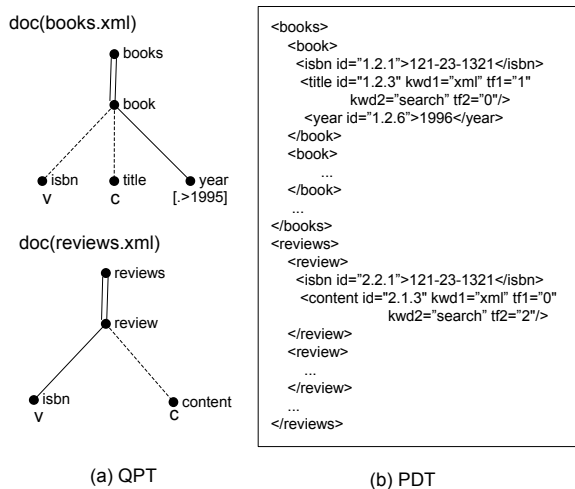 doc(books.xml)
books
book
isbn
title
year
v
c
[.>1995]
doc(reviews.xml)
reviews
review
isbn
content
v
c
(a) QPT
<books>
<book>
<isbn id="1.2.1">121-23-1321</isbn>
<title id="1.2.3" kwd1="xml" tf1="1"
kwd2="search" tf2="0"/>
<year id="1.2.6">1996</year>
</book>
<book>
...
</book>
...
</books>
<reviews>
<review>
<isbn id="2.2.1">121-23-1321</isbn>
<content id="2.1.3" kwd1="xml" tf1="0"
kwd2="search" tf2="2"/>
</review>
<review>
...
</review>
...
</reviews>
(b) PDT